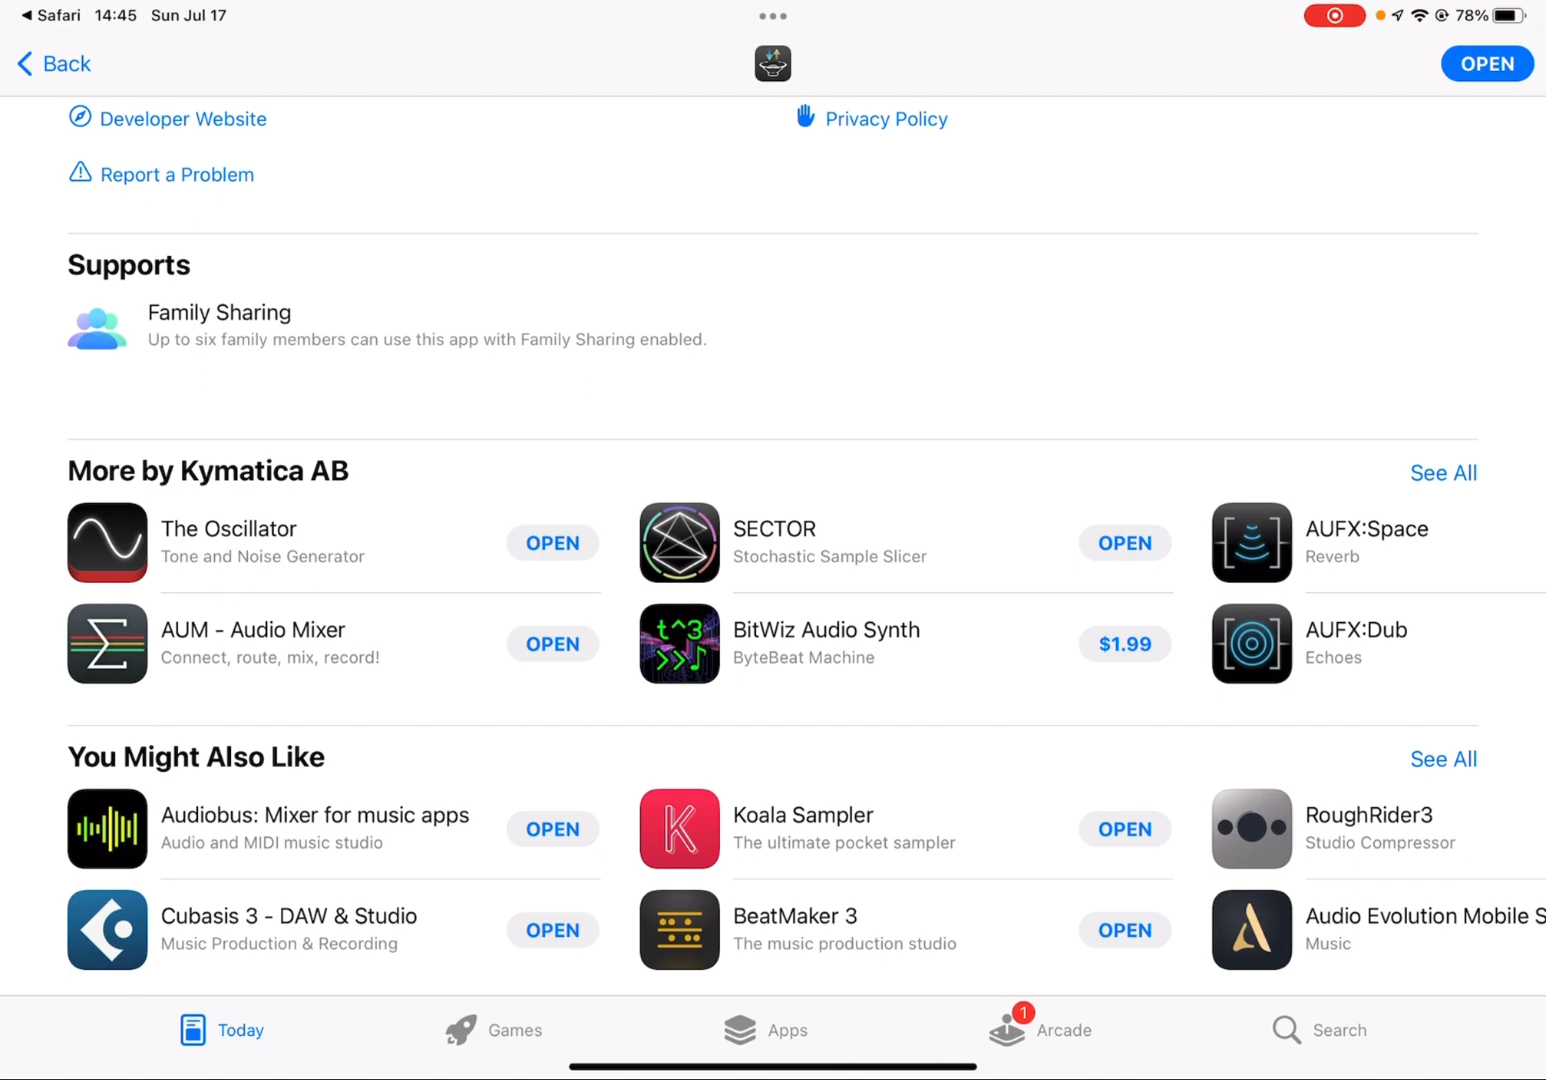 Safari 14:45 Sun Jul 17
78%
Back
OPEN
Developer Website
Privacy Policy
Report a Problem
Supports
Family Sharing
Up to six family members can use this app with Family Sharing enabled.
More by Kymatica AB
See All
The Oscillator
Tone and Noise Generator
OPEN
SECTOR
Stochastic Sample Slicer
OPEN
AUFX:Space
Reverb
AUM - Audio Mixer
Connect, route, mix, record!
OPEN
t^3
>>♪
BitWiz Audio Synth
ByteBeat Machine
$1.99
AUFX:Dub
Echoes
You Might Also Like
See All
Audiobus: Mixer for music apps
Audio and MIDI music studio
OPEN
K
Koala Sampler
The ultimate pocket sampler
OPEN
RoughRider3
Studio Compressor
Cubasis 3 - DAW & Studio
Music Production & Recording
OPEN
BeatMaker 3
The music production studio
OPEN
Audio Evolution Mobile S
Music
Today
Games
Apps
1
Arcade
Search